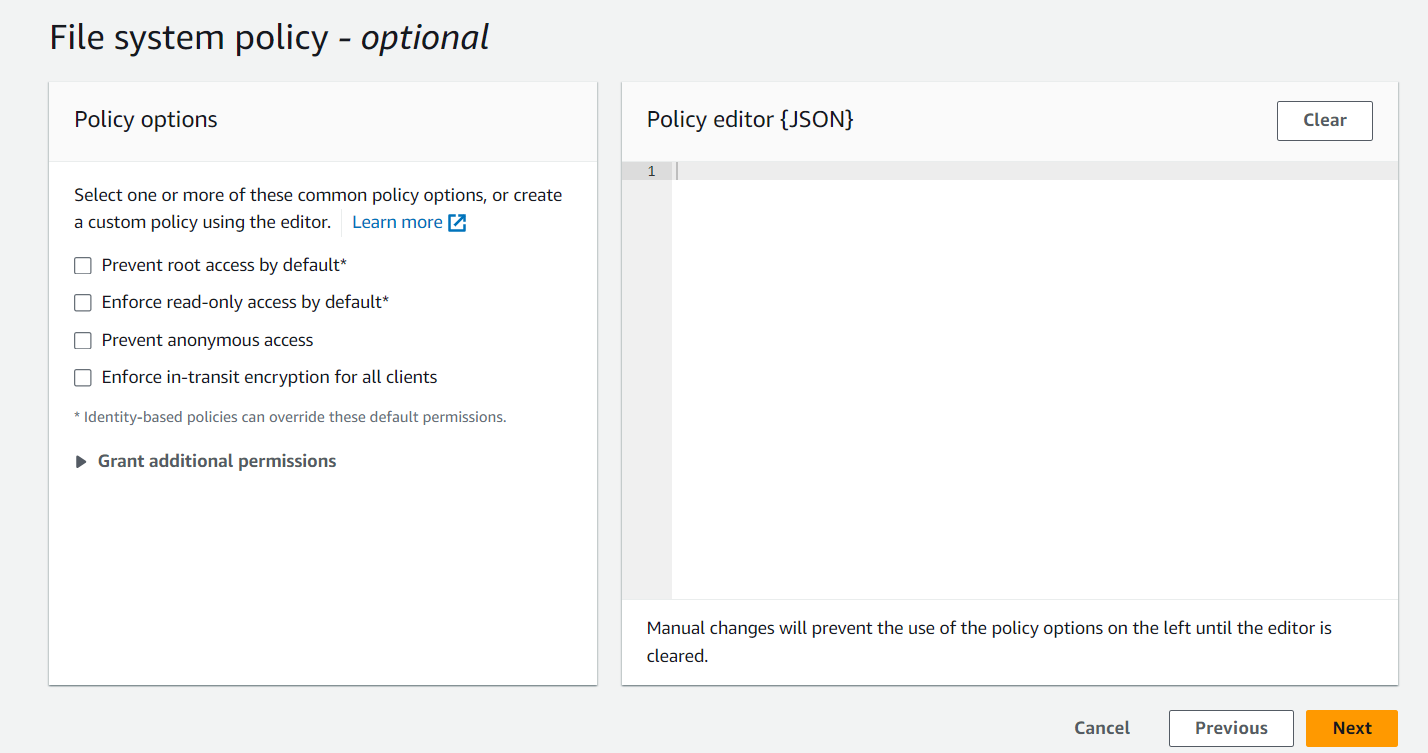 File system policy - optional
Policy options
Select one or more of these common policy options, or create
a custom policy using the editor. Learn more
Prevent root access by default*
Enforce read-only access by default*
Prevent anonymous access
Enforce in-transit encryption for all clients
* Identity-based policies can override these default permissions.
Grant additional permissions
Policy editor {JSON}
Clear
1
Manual changes will prevent the use of the policy options on the left until the editor is
cleared.
Cancel
Previous
Next